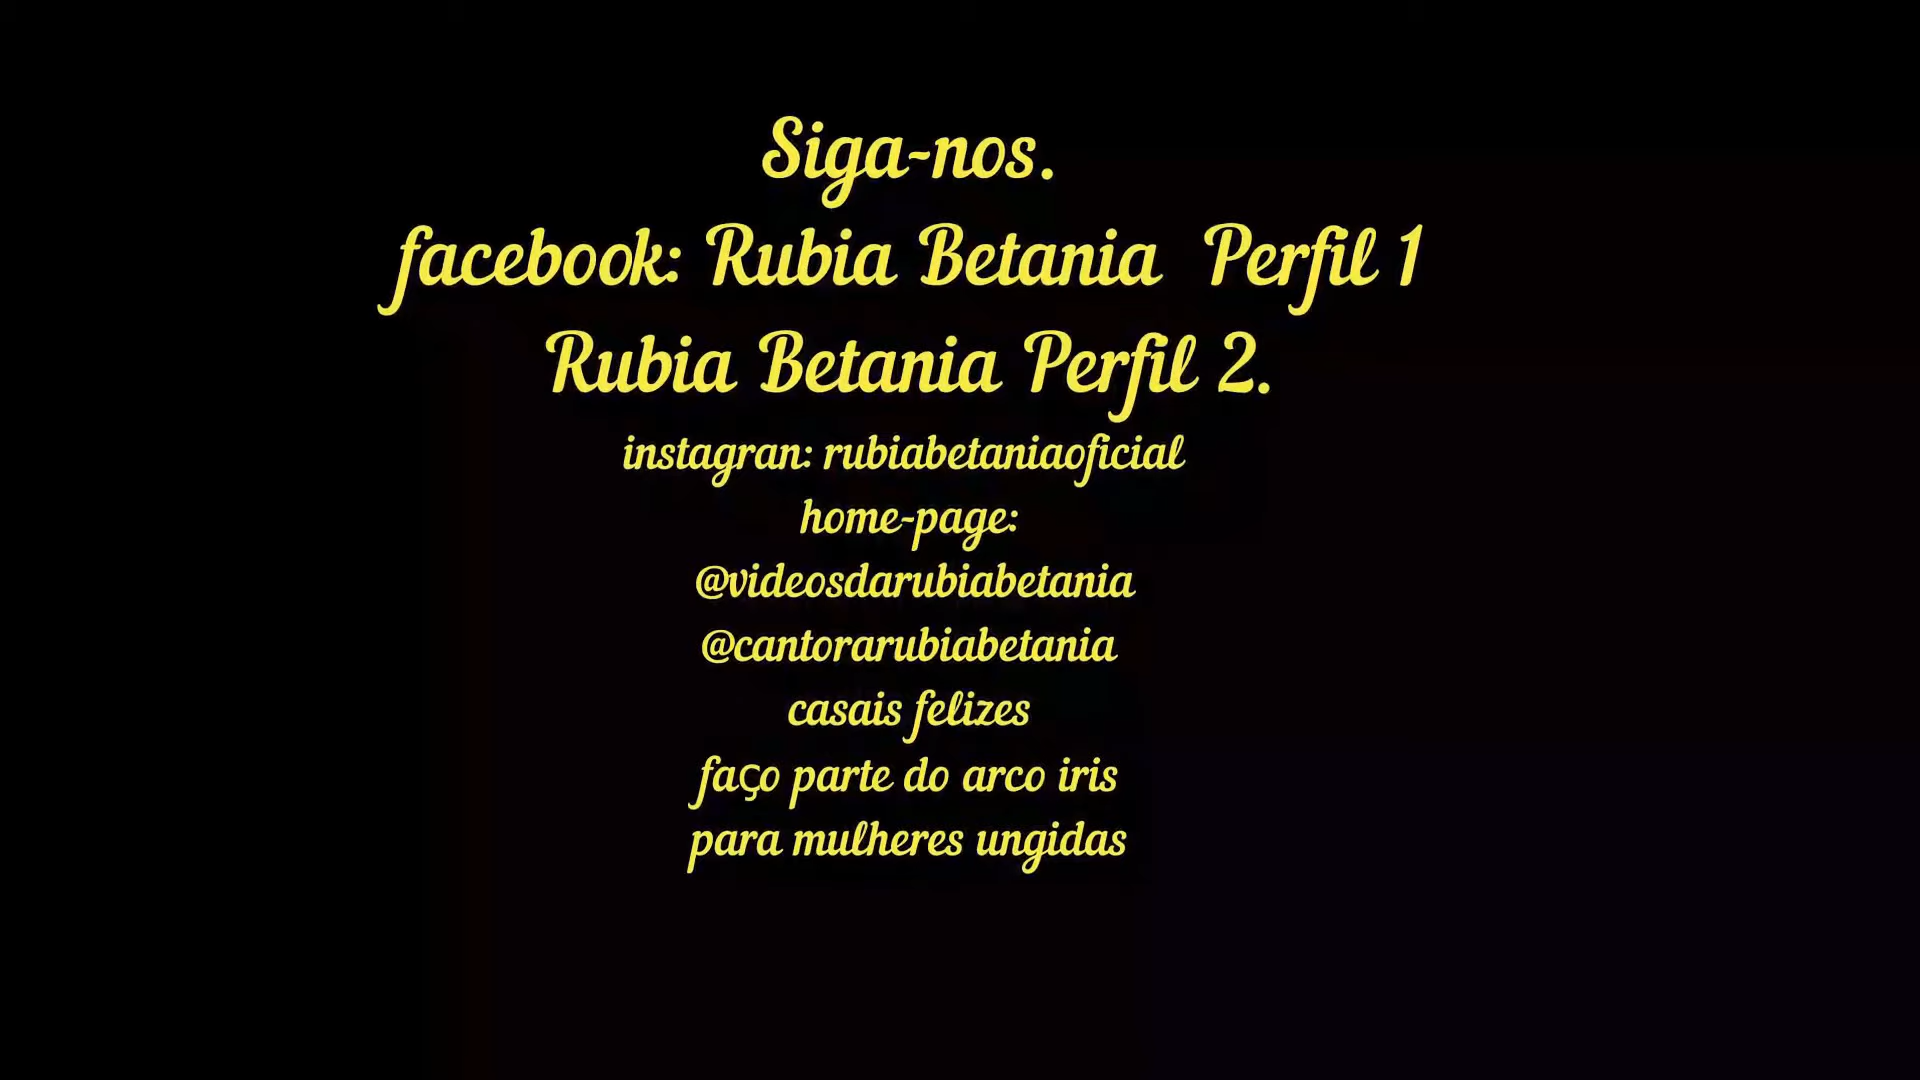 Siga-nos.
facebook: Rubia Betania Perfil 1
Rubia Betania Perfil 2.
instagran: rubiabetaniaoficial
home-page:
@videosdarubiabetania
@cantorarubiabetania
casais felizes
faço parte do arco iris
para mulheres ungidas